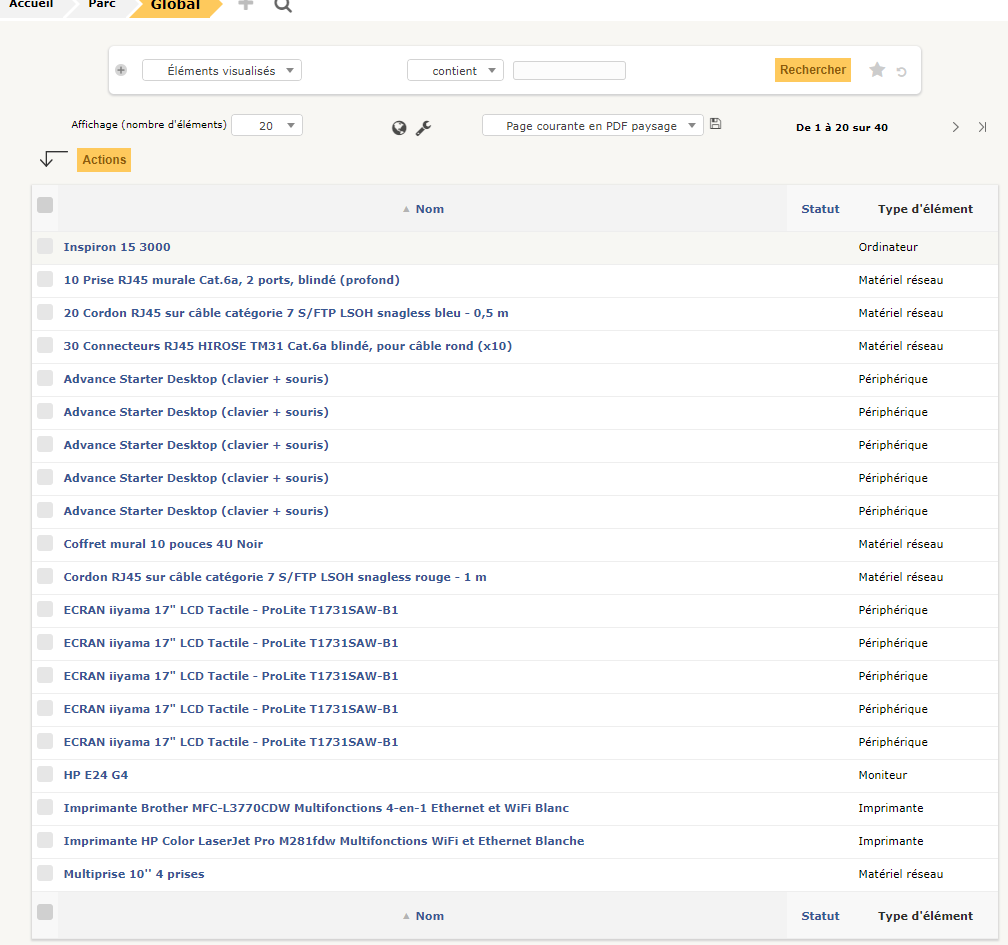 Accueil Parc Global
Éléments visualisés contient Rechercher
Affichage (nombre d'éléments) 20 Page courante en PDF paysage De 1 à 20 sur 40
Actions
Nom Statut Type d'élément
Inspiron 15 3000 Ordinateur
10 Prise RJ45 murale Cat.6a, 2 ports, blindé (profond) Matériel réseau
20 Cordon RJ45 sur câble catégorie 7 S/FTP LSOH snagless bleu - 0,5 m Matériel réseau
30 Connecteurs RJ45 HIROSE TM31 Cat.6a blindé, pour câble rond (x10) Matériel réseau
Advance Starter Desktop (clavier + souris) Périphérique
Advance Starter Desktop (clavier + souris) Périphérique
Advance Starter Desktop (clavier + souris) Périphérique
Advance Starter Desktop (clavier + souris) Périphérique
Advance Starter Desktop (clavier + souris) Périphérique
Coffret mural 10 pouces 4U Noir Matériel réseau
Cordon RJ45 sur câble catégorie 7 S/FTP LSOH snagless rouge - 1 m Matériel réseau
ECRAN iiyama 17" LCD Tactile - ProLite T1731SAW-B1 Périphérique
ECRAN iiyama 17" LCD Tactile - ProLite T1731SAW-B1 Périphérique
ECRAN iiyama 17" LCD Tactile - ProLite T1731SAW-B1 Périphérique
ECRAN iiyama 17" LCD Tactile - ProLite T1731SAW-B1 Périphérique
ECRAN iiyama 17" LCD Tactile - ProLite T1731SAW-B1 Périphérique
HP E24 G4 Moniteur
Imprimante Brother MFC-L3770CDW Multifonctions 4-en-1 Ethernet et WiFi Blanc Imprimante
Imprimante HP Color LaserJet Pro M281fdw Multifonctions WiFi et Ethernet Blanche Imprimante
Multiprise 10'' 4 prises Matériel réseau
Nom Statut Type d'élément